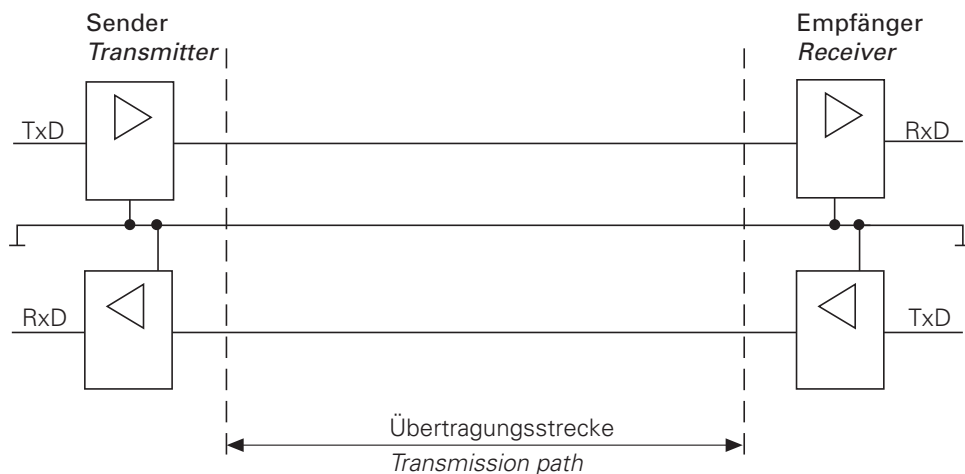 Sender
Transmitter
Empfänger
Receiver
TxD
RxD
RxD
TxD
Übertragungsstrecke
Transmission path